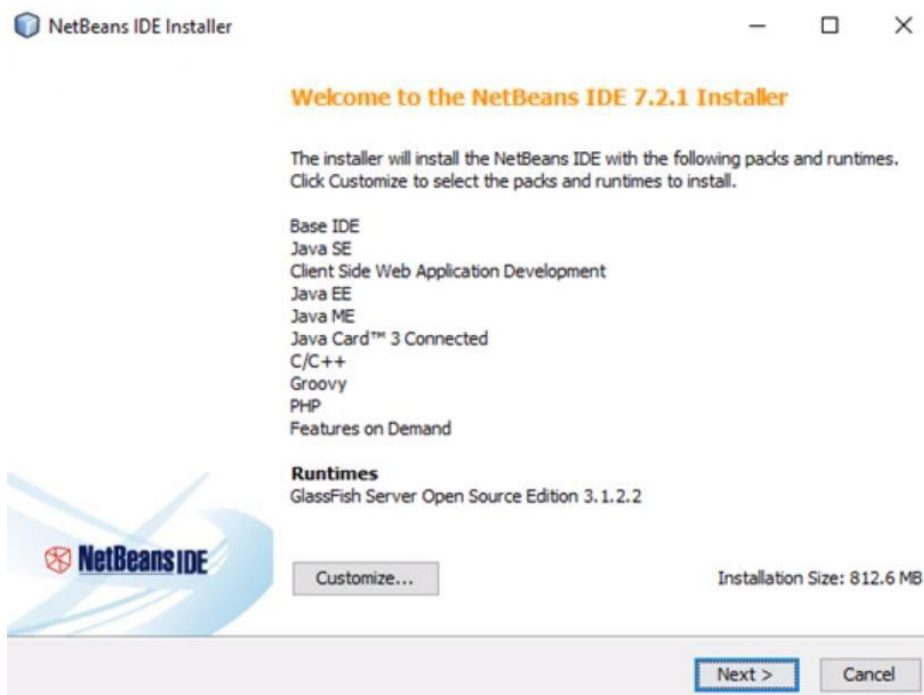 NetBeans IDE Installer
Welcome to the NetBeans IDE 7.2.1 Installer
The installer will install the NetBeans IDE with the following packs and runtimes.
Click Customize to select the packs and runtimes to install.
Base IDE
Java SE
Client Side Web Application Development
Java EE
Java ME
Java Card™ 3 Connected
C/C++
Groovy
PHP
Features on Demand
Runtimes
GlassFish Server Open Source Edition 3.1.2.2
NetBeans IDE
Customize...
Installation Size: 812.6 MB
Next >
Cancel